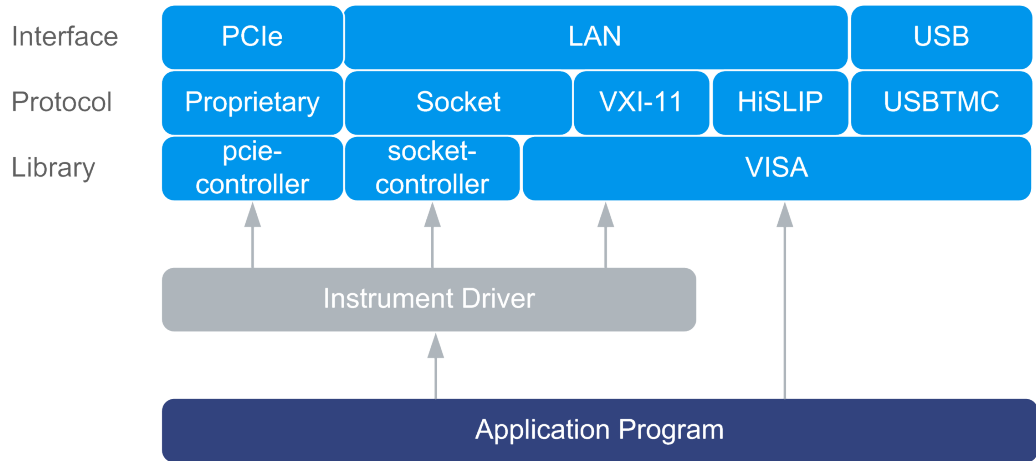 Interface PCIe LAN USB
Protocol Proprietary Socket VXI-11 HiSLIP USBTMC
Library pcie-
controller socket-
controller VISA
Instrument Driver
Application Program